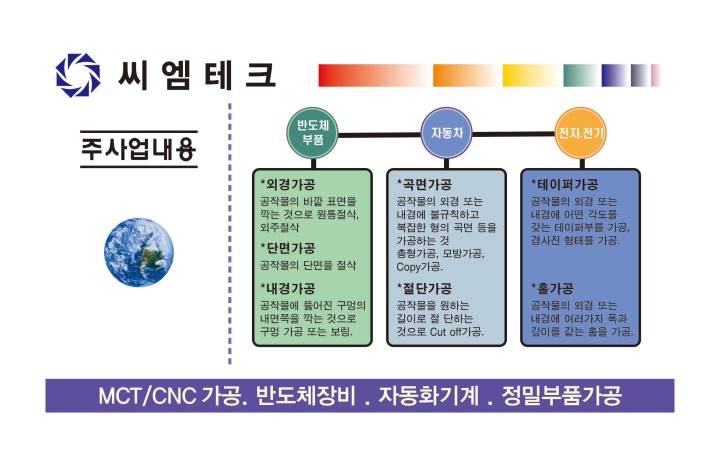 씨엠테크
주사업내용
반도체
부품
자동차
전자.전기
*외경가공
공작물의 바깥 표면을
깍는 것으로 원통절삭,
외주절삭
*단면가공
공작물의 단면을 절삭
*내경가공
공작물에 뚫어진 구멍의
내면쪽을 깍는 것으로
구멍 가공 또는 보링.
*곡면가공
공작물의 외경 또는
내경에 불규칙하고
복잡한 형의 곡면 등을
가공하는 것
총형가공, 모방가공,
Copy가공.
*절단가공
공작물을 원하는
길이로 절 단하는
것으로 Cut off가공.
*테이퍼가공
공작물의 외경 또는
내경에 어떤 각도를
갖는 테이퍼부를 가공,
경사진 형태를 가공.
*홈가공
공작물의 외경 또는
내경에 여러가지 폭과
깊이를 같는 홈을 가공.
MCT/CNC 가공. 반도체장비 . 자동화기계 . 정밀부품가공